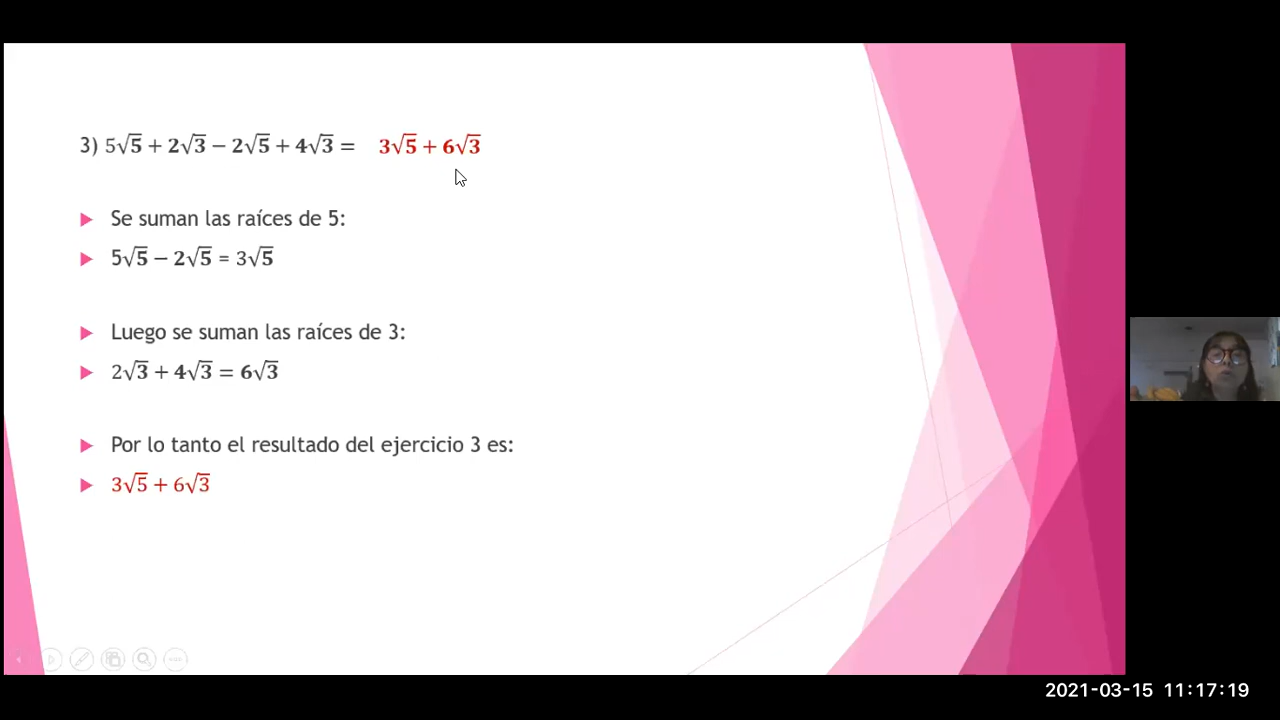 3) 5√5 + 2√3 − 2√5 + 4√3 = 3√5 + 6√3
Se suman las raíces de 5:
5√5 − 2√5 = 3√5
Luego se suman las raíces de 3:
2√3 + 4√3 = 6√3
Por lo tanto el resultado del ejercicio 3 es:
3√5 + 6√3
2021-03-15 11:17:19